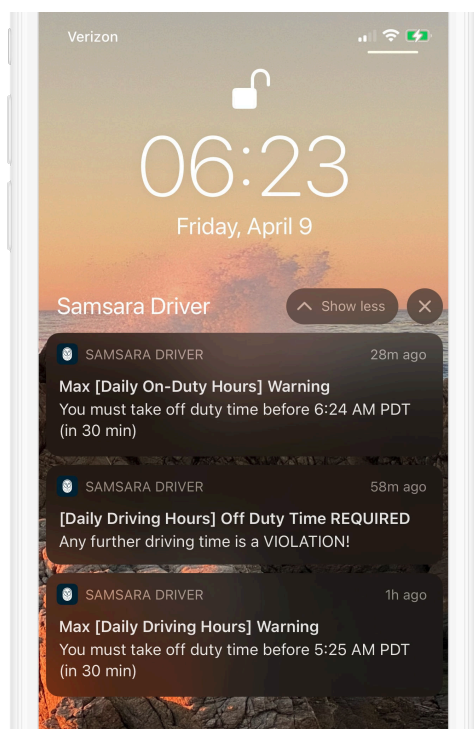 Verizon
06:23
Friday, April 9
Samsara Driver
Show less
SAMSARA DRIVER
28m ago
Max [Daily On-Duty Hours] Warning
You must take off duty time before 6:24 AM PDT
(in 30 min)
SAMSARA DRIVER
58m ago
[Daily Driving Hours] Off Duty Time REQUIRED
Any further driving time is a VIOLATION!
SAMSARA DRIVER
1h ago
Max [Daily Driving Hours] Warning
You must take off duty time before 5:25 AM PDT
(in 30 min)